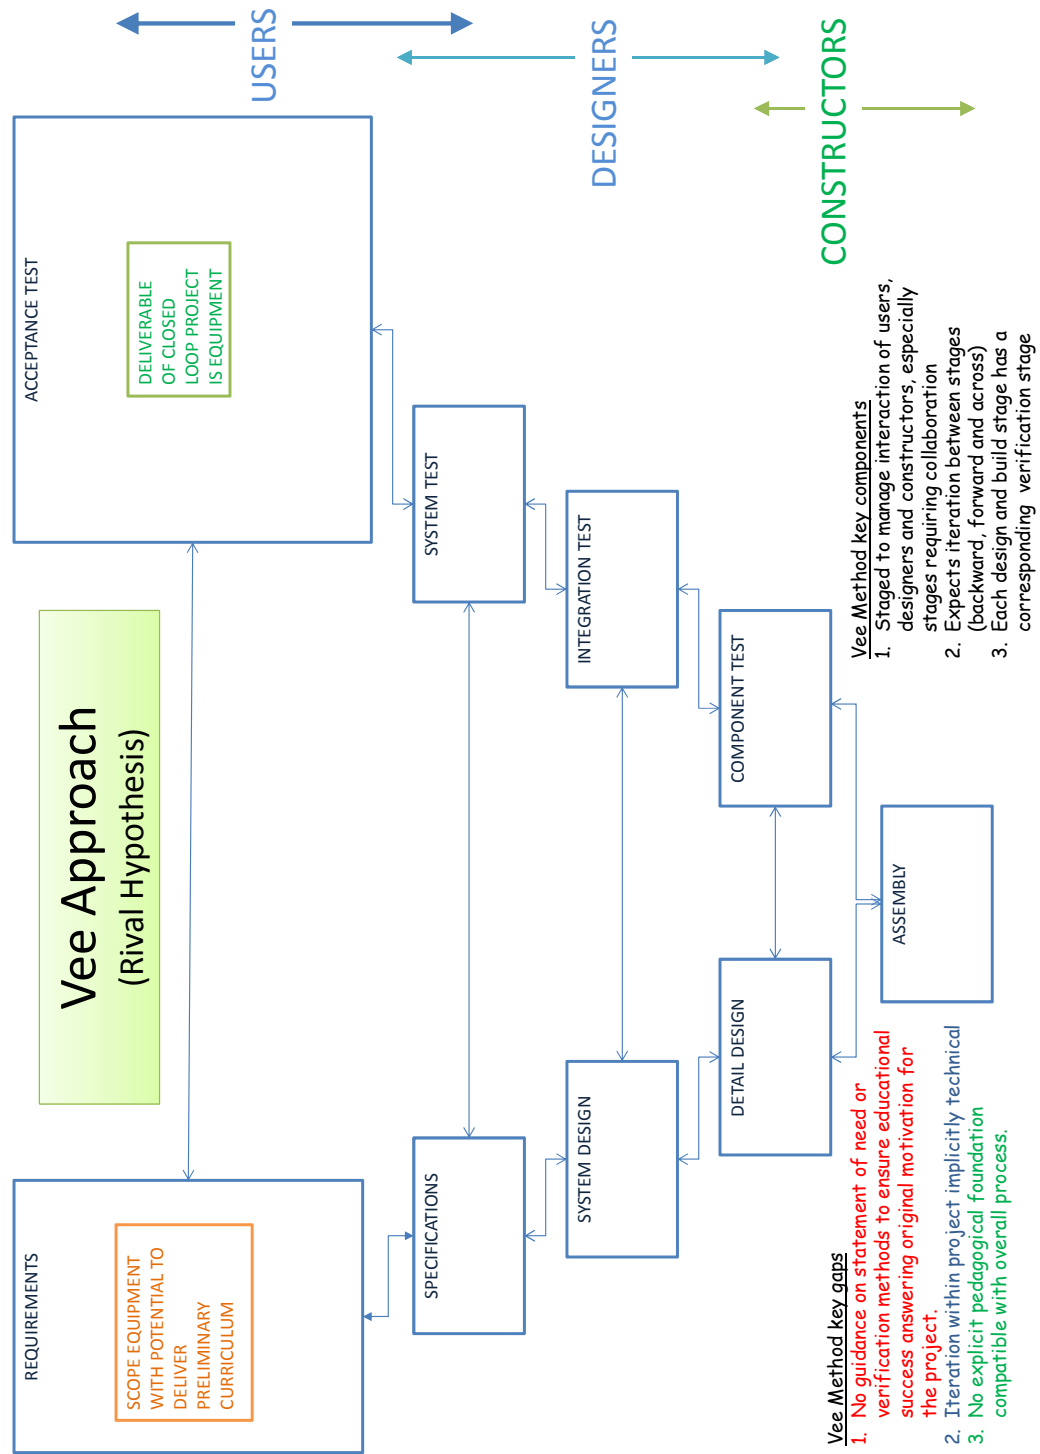 Vee Approach
(Rival Hypothesis)
REQUIREMENTS
SCOPE EQUIPMENT
WITH POTENTIAL TO
DELIVER
PRELIMINARY
CURRICULUM
ACCEPTANCE TEST
DELIVERABLE
OF CLOSED
LOOP PROJECT
IS EQUIPMENT
USERS
SPECIFICATIONS
SYSTEM TEST
SYSTEM DESIGN
INTEGRATION TEST
DESIGNERS
DETAIL DESIGN
COMPONENT TEST
CONSTRUCTORS
ASSEMBLY
Vee Method key gaps
1. No guidance on statement of need or
verification methods to ensure educational
success answering original motivation for
the project.
2. Iteration within project implicitly technical
3. No explicit pedagogical foundation
compatible with overall process.
Vee Method key components
1. Staged to manage interaction of users,
designers and constructors, especially
stages requiring collaboration
2. Expects iteration between stages
(backward, forward and across)
3. Each design and build stage has a
corresponding verification stage